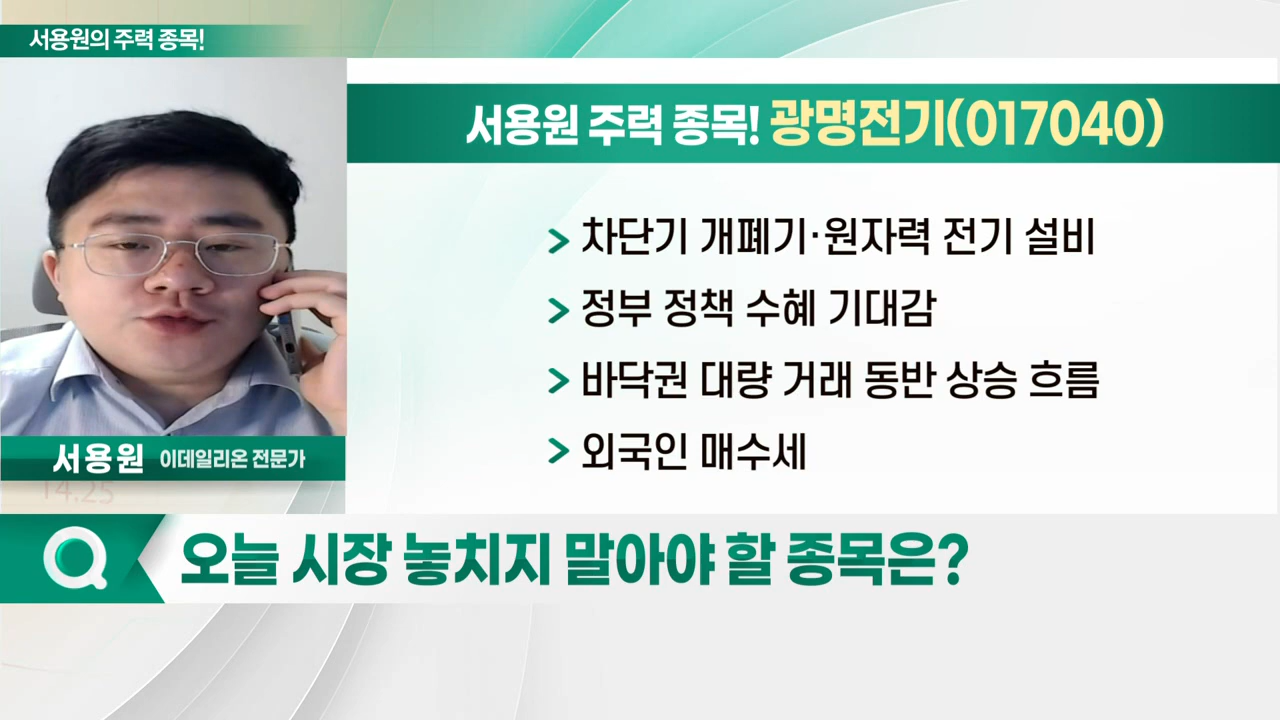 서용원의 주력 종목!
서용원 주력 종목! 광명전기(017040)
> 차단기 개폐기·원자력 전기 설비
> 정부 정책 수혜 기대감
> 바닥권 대량 거래 동반 상승 흐름
> 외국인 매수세
서용원 이데일리온 전문가
14.25
Q 오늘 시장 놓치지 말아야 할 종목은?